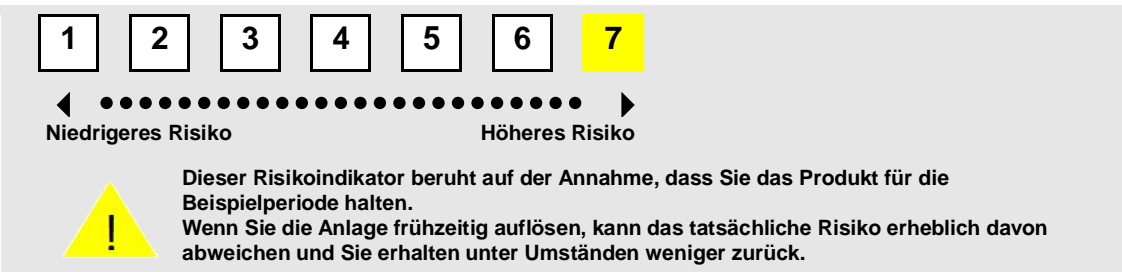 1 2 3 4 5 6 7
Niedrigeres Risiko Höheres Risiko
Dieser Risikoindikator beruht auf der Annahme, dass Sie das Produkt für die
Beispielperiode halten.
Wenn Sie die Anlage frühzeitig auflösen, kann das tatsächliche Risiko erheblich davon
abweichen und Sie erhalten unter Umständen weniger zurück.
!